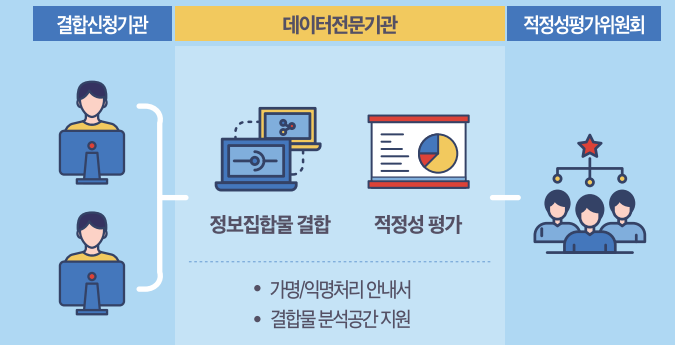 결합신청기관
데이터전문기관
적정성평가위원회
정보집합물 결합
적정성 평가
• 가명/익명처리 안내서
• 결합물 분석공간 지원